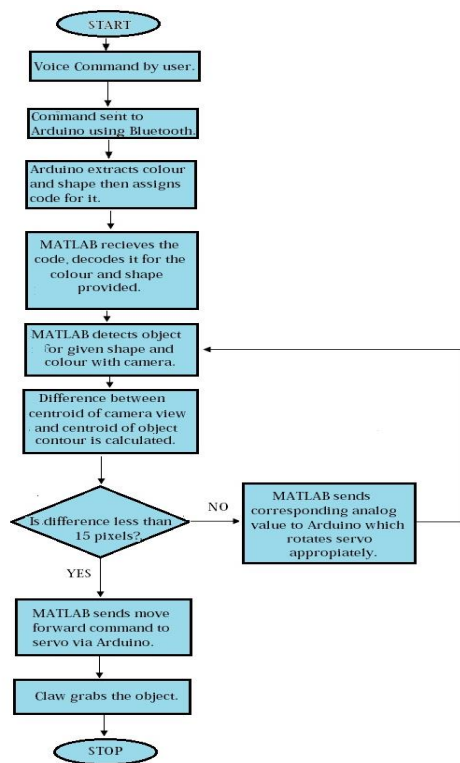 START
Voice Command by user.
Command sent to
Arduino using Bluetooth.
Arduino extracts colour
and shape then assigns
code for it.
MATLAB recieves the
code, decodes it for the
colour and shape
provided.
MATLAB detects object
for given shape and
colour with camera.
Difference between
centroid of camera view
and centroid of object
contour is calculated.
Is difference less than
15 pixels?
NO
MATLAB sends
corresponding analog
value to Arduino which
rotates servo
appropiately.
YES
MATLAB sends move
forward command to
servo via Arduino.
Claw grabs the object.
STOP